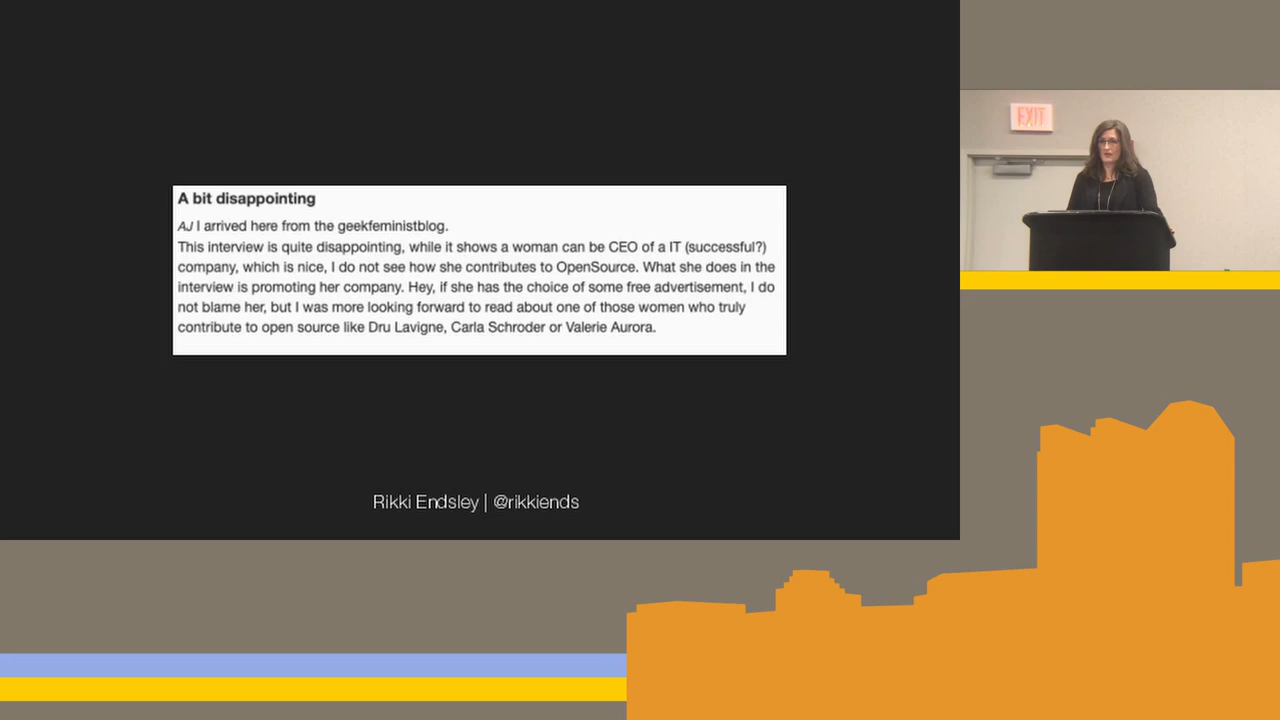 A bit disappointing
AJ I arrived here from the geekfeministblog.
This interview is quite disappointing, while it shows a woman can be CEO of a IT (successful?)
company, which is nice, I do not see how she contributes to OpenSource. What she does in the
interview is promoting her company. Hey, if she has the choice of some free advertisement, I do
not blame her, but I was more looking forward to read about one of those women who truly
contribute to open source like Dru Lavigne, Carla Schroder or Valerie Aurora.
Rikki Endsley | @rikkiends
EXIT